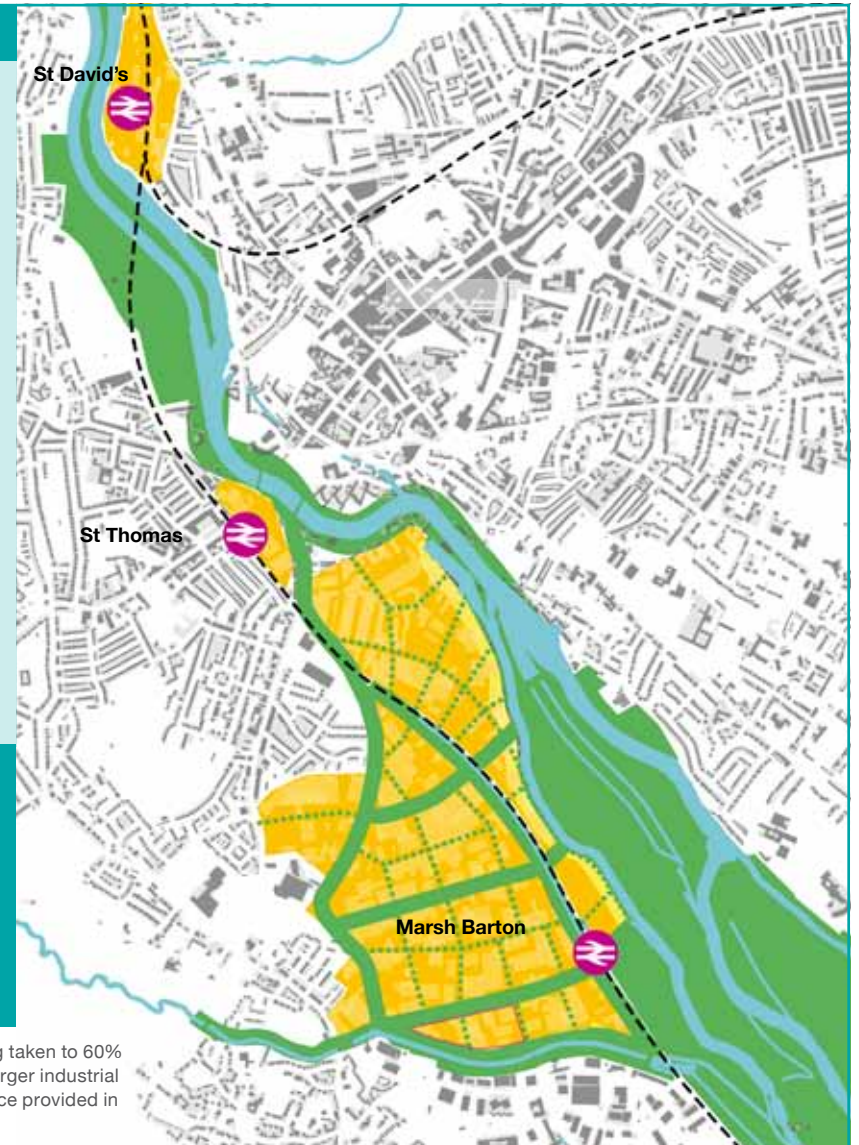 St David's
St Thomas
Marsh Barton
taken to 60%
rger industrial
ce provided in